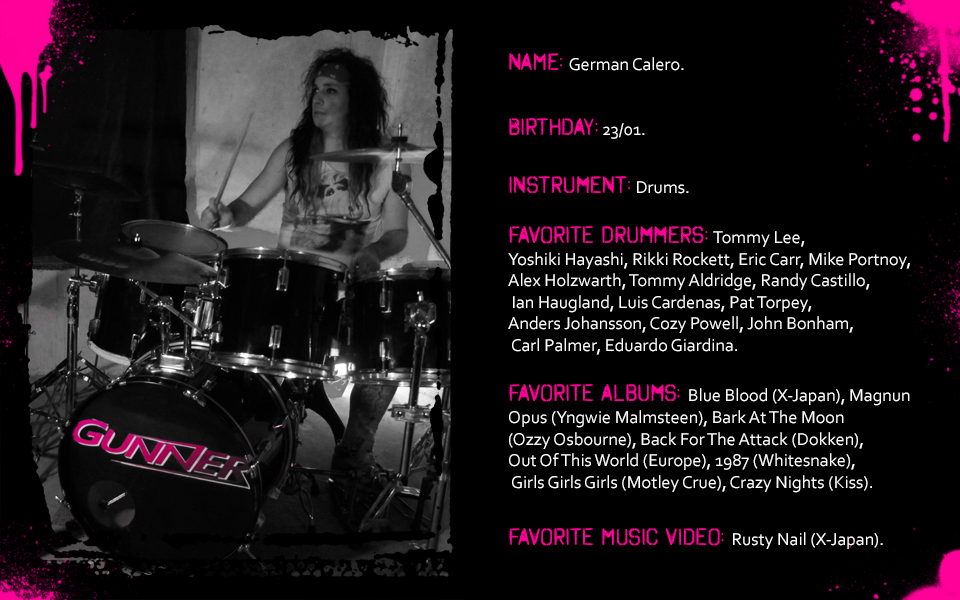 GUNNER
NAME: German Calero.
BIRTHDAY: 23/01.
INSTRUMENT: Drums.
FAVORITE DRUMMERS: Tommy Lee,
Yoshiki Hayashi, Rikki Rockett, Eric Carr, Mike Portnoy,
Alex Holzwarth, Tommy Aldridge, Randy Castillo,
Ian Haugland, Luis Cardenas, Pat Torpey,
Anders Johansson, Cozy Powell, John Bonham,
Carl Palmer, Eduardo Giardina.
FAVORITE ALBUMS: Blue Blood (X-Japan), Magnun
Opus (Yngwie Malmsteen), Bark At The Moon
(Ozzy Osbourne), Back For The Attack (Dokken),
Out Of This World (Europe), 1987 (Whitesnake),
Girls Girls Girls (Motley Crue), Crazy Nights (Kiss).
FAVORITE MUSIC VIDEO: Rusty Nail (X-Japan).